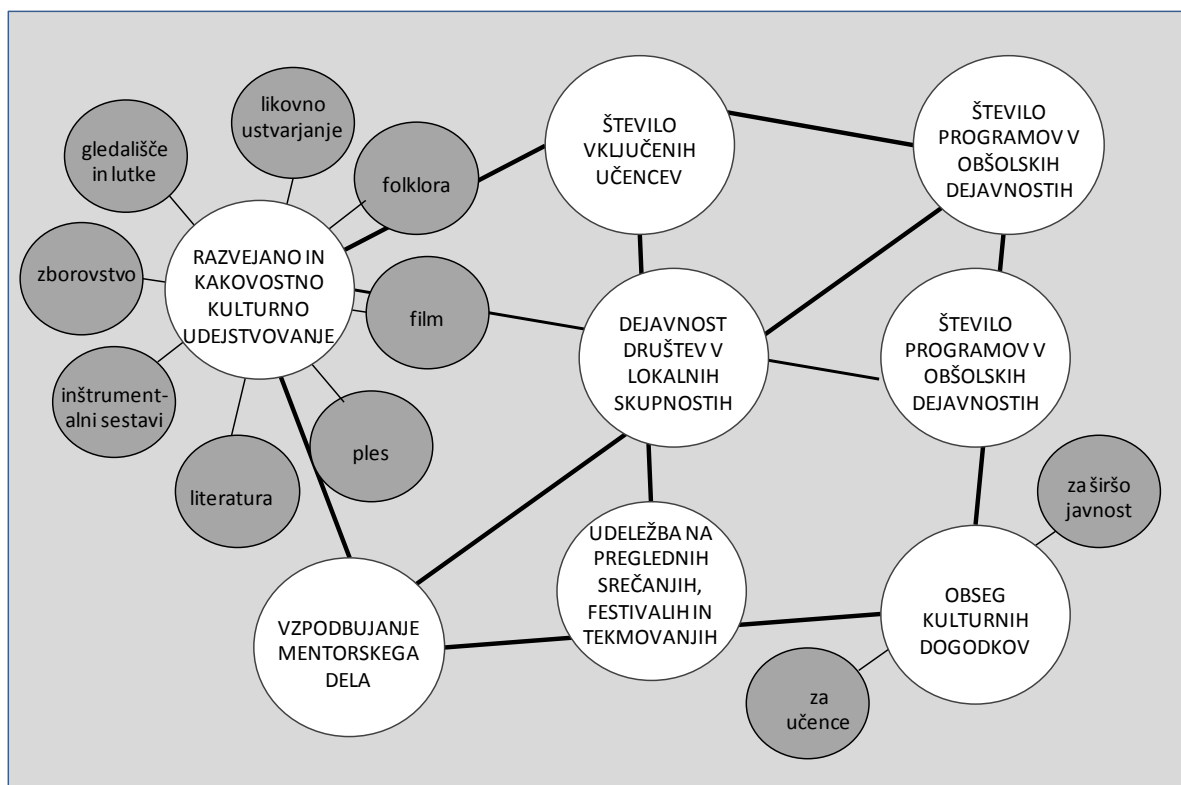 likovno
ustvarjanje
gledališče
in lutke
folklora
zborovstvo
RAZVEJANO IN
KAKOVOSTNO
KULTURNO
UDEJSTVOVANJE
film
inštrument-
alni sestavi
literatura
ples
ŠTEVILO
VKLJUČENIH
UČENCEV
ŠTEVILO
PROGRAMOV V
OBŠOLSKIH
DEJAVNOSTIH
DEJAVNOST
DRUŠTEV V
LOKALNIH
SKUPNOSTIH
ŠTEVILO
PROGRAMOV V
OBŠOLSKIH
DEJAVNOSTIH
za širšo
javnost
VZPODBUJANJE
MENTORSKEGA
DELA
UDELEŽBA NA
PREGLEDNIH
SREČANJIH,
FESTIVALIH IN
TEKMOVANJIH
OBSEG
KULTURNIH
DOGODKOV
za
učence